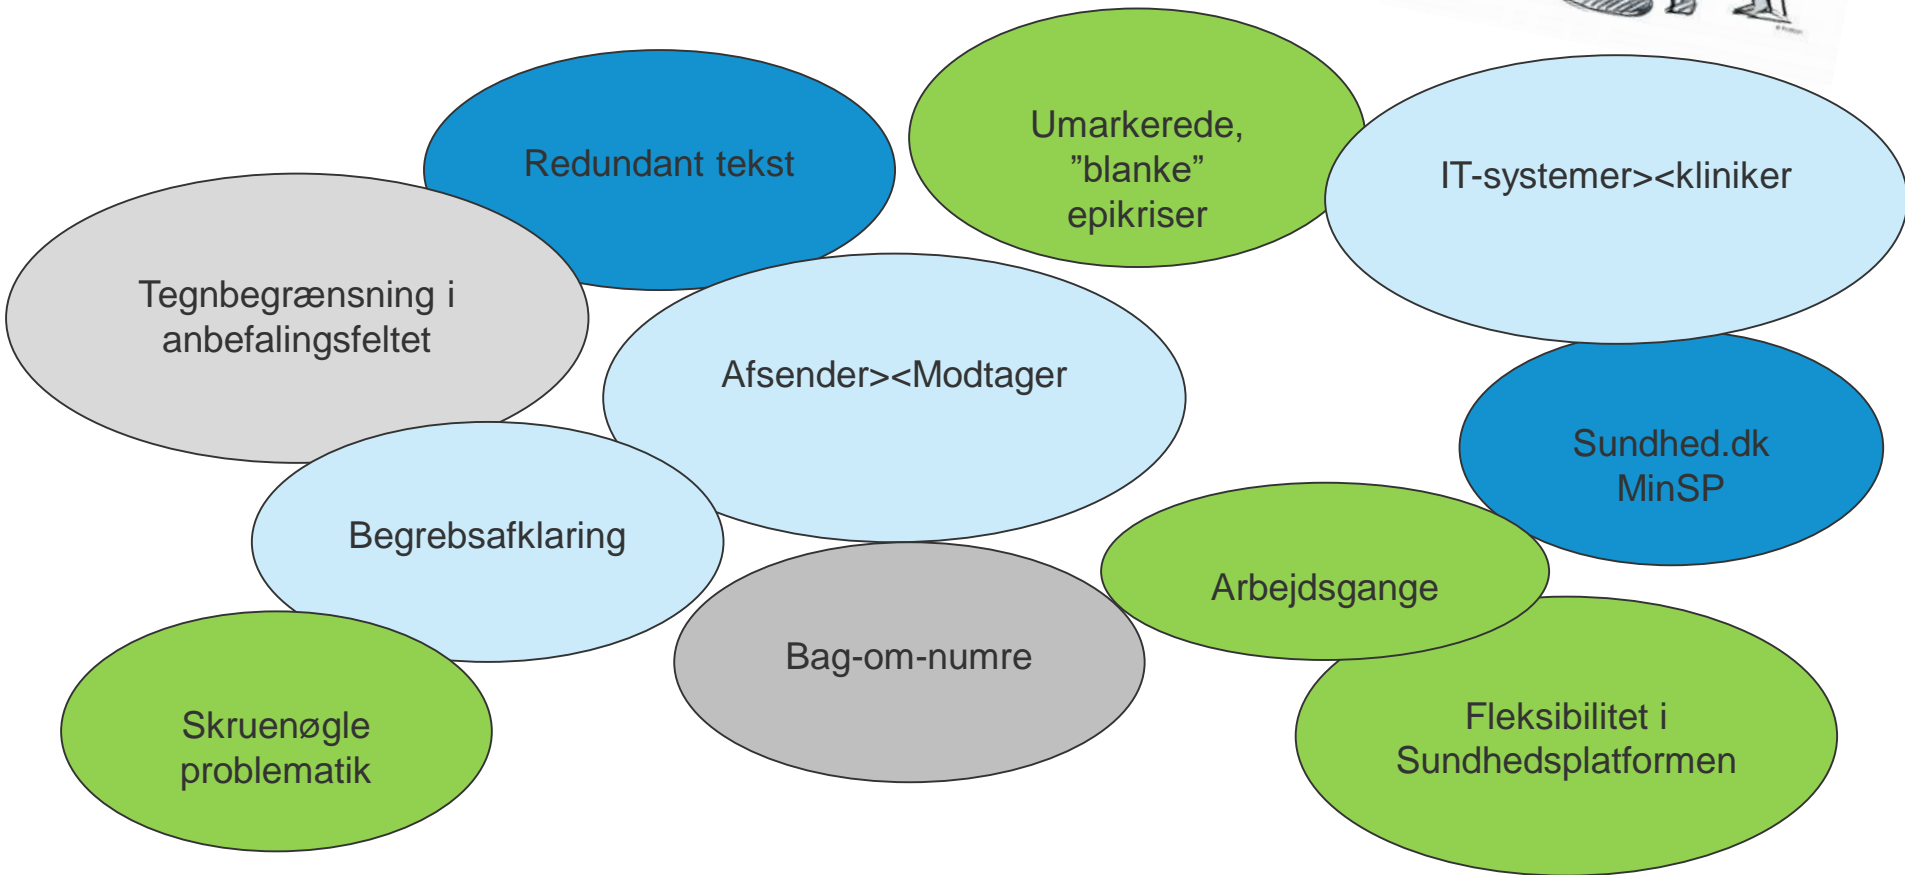 Redundant tekst
Umarkerede,
”blanke”
epikriser
IT-systemer><kliniker
Tegnbegrænsning i
anbefalingsfeltet
Afsender><Modtager
Sundhed.dk
MinSP
Begrebsafklaring
Arbejdsgange
Bag-om-numre
Skruenøgle
problematik
Fleksibilitet i
Sundhedsplatformen